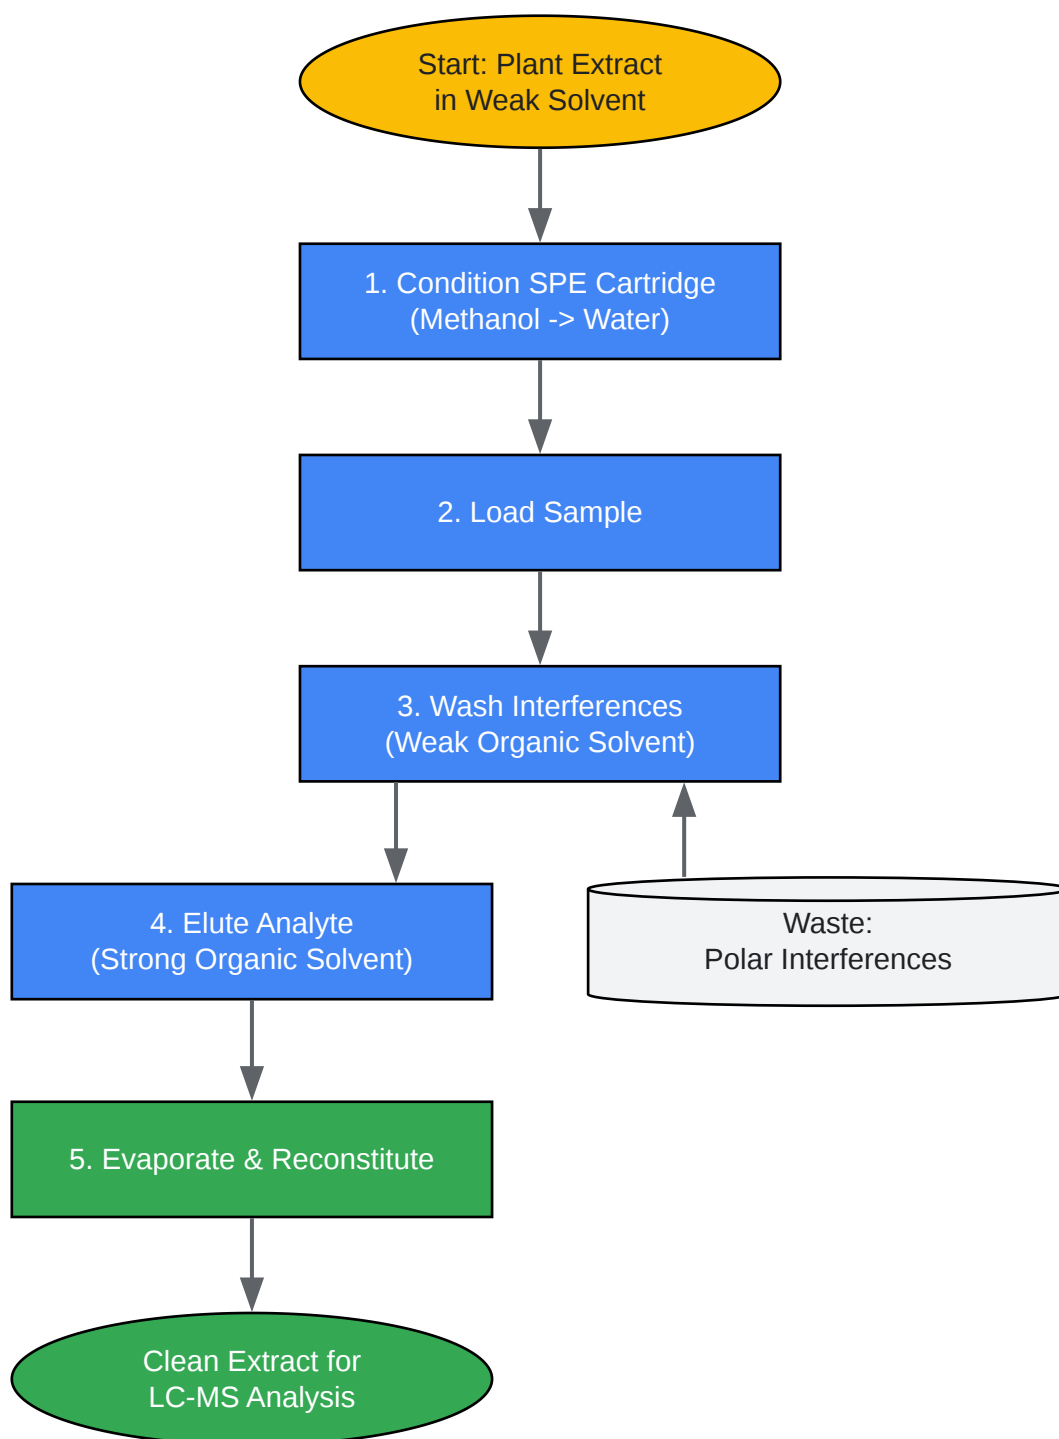 Start: Plant Extract
in Weak Solvent
1. Condition SPE Cartridge
(Methanol -> Water)
2. Load Sample
3. Wash Interferences
(Weak Organic Solvent)
4. Elute Analyte
(Strong Organic Solvent)
Waste:
Polar Interferences
5. Evaporate & Reconstitute
Clean Extract for
LC-MS Analysis